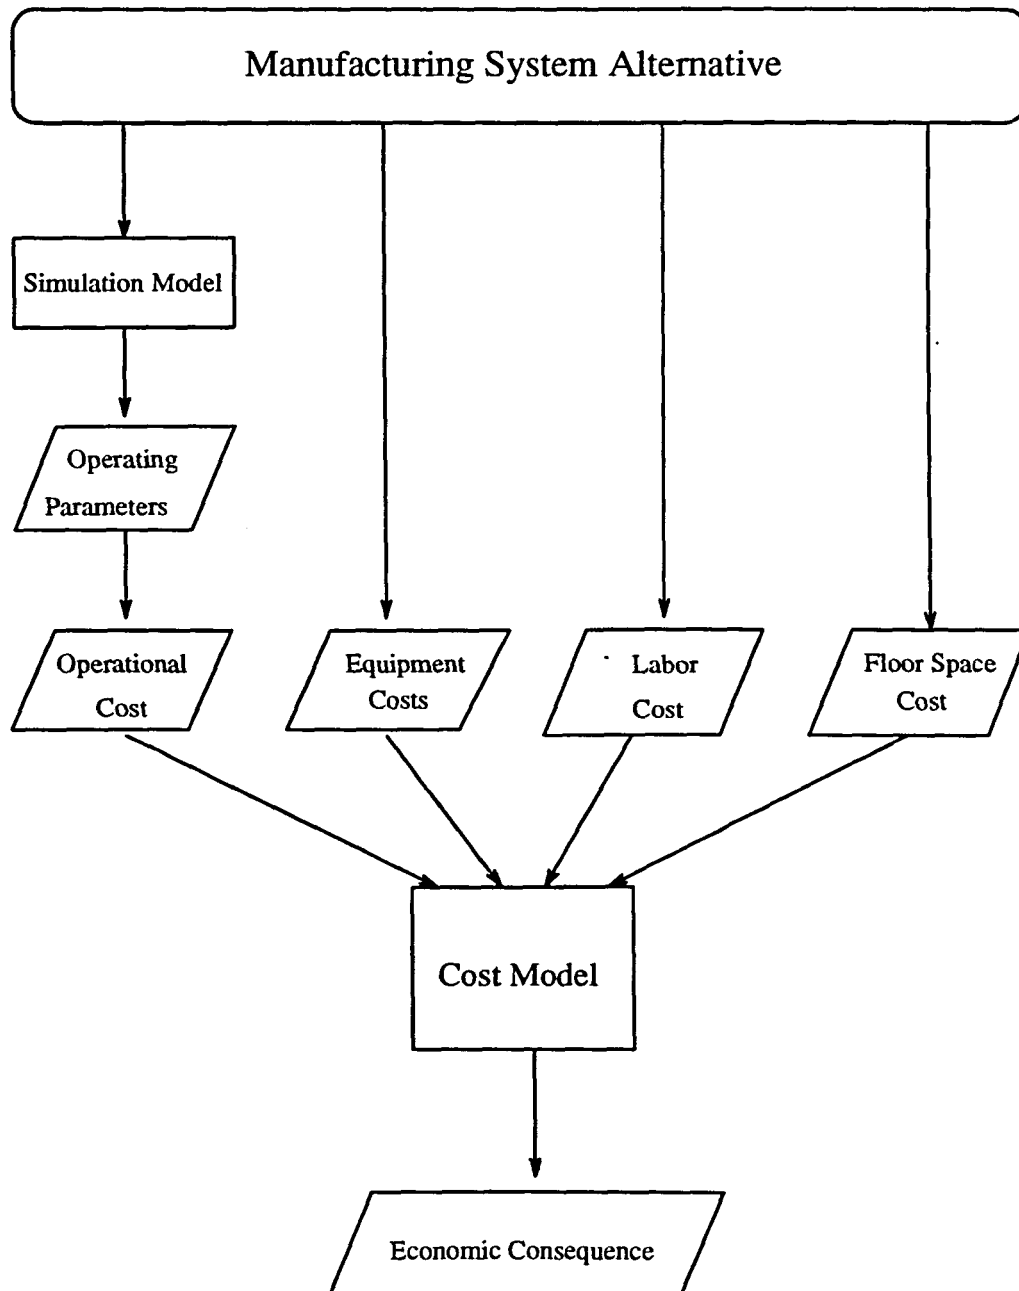 Manufacturing System Alternative
Simulation Model
Operating
Parameters
Operational
Cost
Equipment
Costs
Labor
Cost
Floor Space
Cost
Cost Model
Economic Consequence